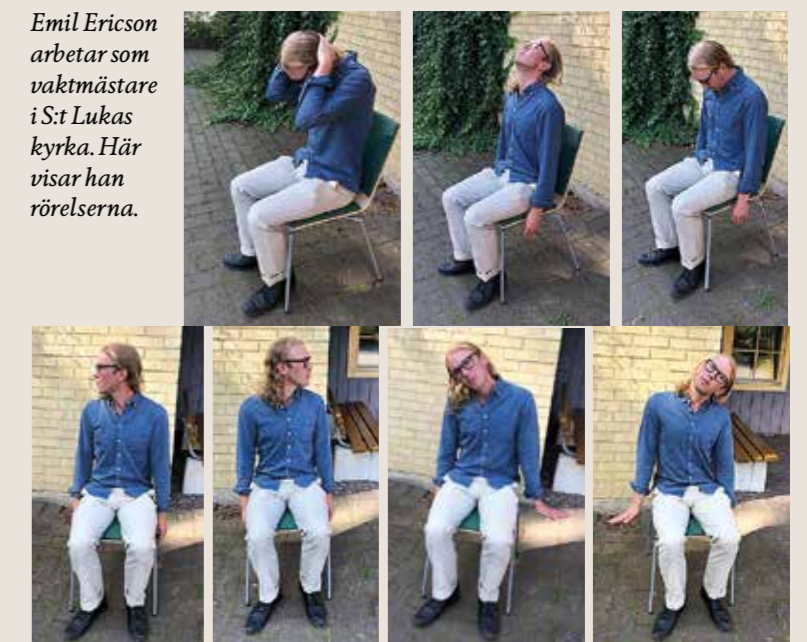 Emil Ericson
arbetar som
vaktmästare
i S:t Lukas
kyrka. Här
visar han
rörelserna.